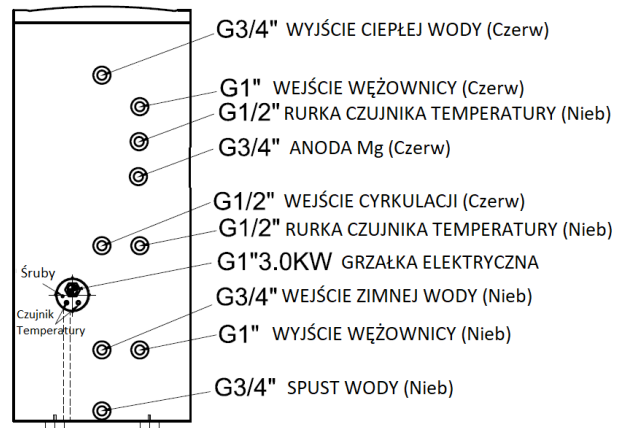 G3/4" WYJŚCIE CIEPŁEJ WODY (Czerw)
G1" WEJŚCIE WĘŻOWNICY (Czerw)
G1/2" RURKA CZUJNIKA TEMPERATURY (Nieb)
G3/4" ANODA Mg (Czerw)
G1/2" WEJŚCIE CYRKULACJI (Czerw)
G1/2" RURKA CZUJNIKA TEMPERATURY (Nieb)
G1"3.0KW GRZAŁKA ELEKTRYCZNA
Śruby
G3/4" WEJŚCIE ZIMNEJ WODY (Nieb)
Czujnik
Temperatury
G1" WYJŚCIE WĘŻOWNICY (Nieb)
G3/4" SPUST WODY (Nieb)